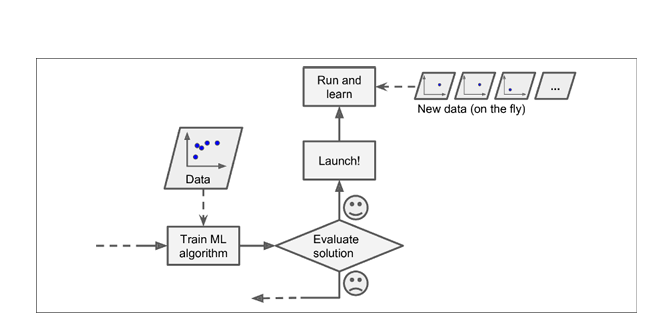 Run and
learn
...
New data (on the fly)
Launch!
Data
Train ML
algorithm
Evaluate
solution